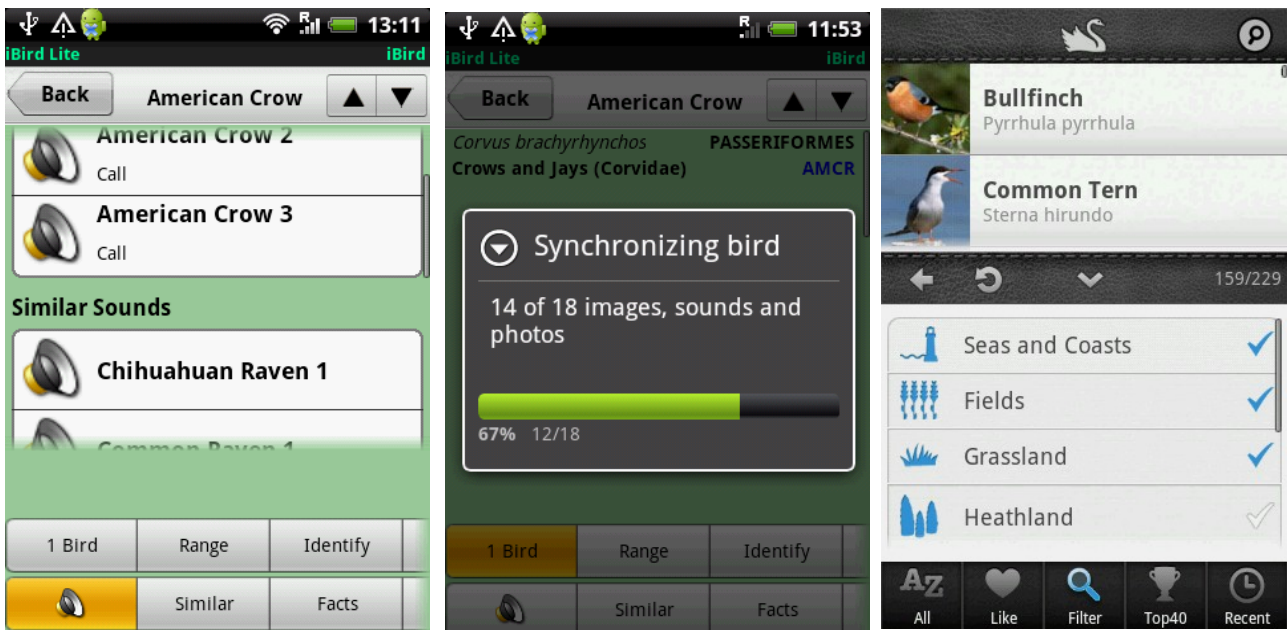 13:11
iBird Lite
iBird
Back
American Crow
American Crow 2
Call
American Crow 3
Call
Similar Sounds
Chihuahuan Raven 1
Common Raven 1
1 Bird
Range
Identify
Similar
Facts
R
11:53
iBird Lite
iBird
Back
American Crow
Corvus brachyrhynchos
PASSERIFORMES
Crows and Jays (Corvidae)
AMCR
Synchronizing bird
14 of 18 images, sounds and
photos
67% 12/18
1 Bird
Range
Identify
Similar
Facts
Bullfinch
Pyrrhula pyrrhula
Common Tern
Sterna hirundo
159/229
Seas and Coasts
Fields
Grassland
Heathland
AZ
All
Like
Filter
Top40
Recent